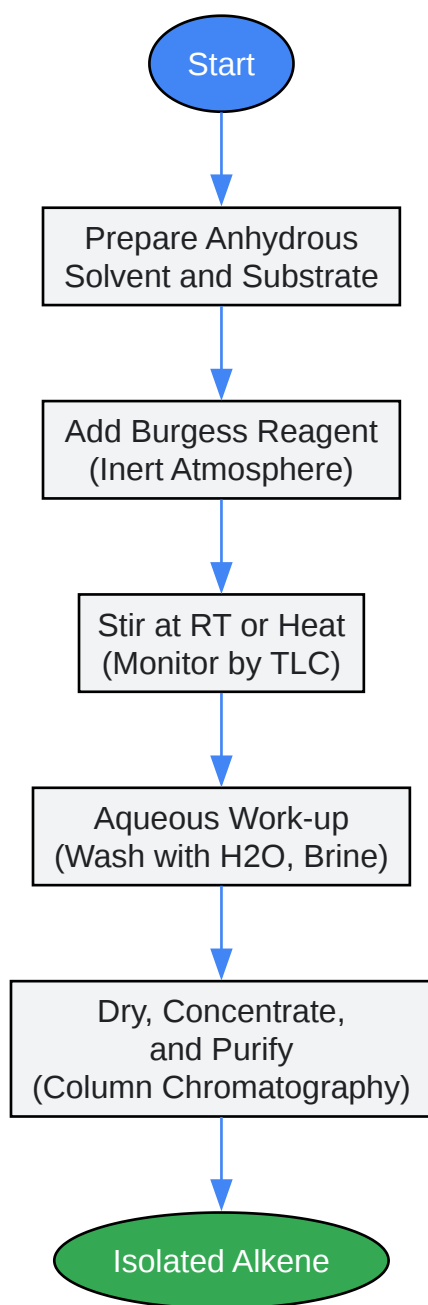 Start
Prepare Anhydrous
Solvent and Substrate
Add Burgess Reagent
(Inert Atmosphere)
Stir at RT or Heat
(Monitor by TLC)
Aqueous Work-up
(Wash with H2O, Brine)
Dry, Concentrate,
and Purify
(Column Chromatography)
Isolated Alkene